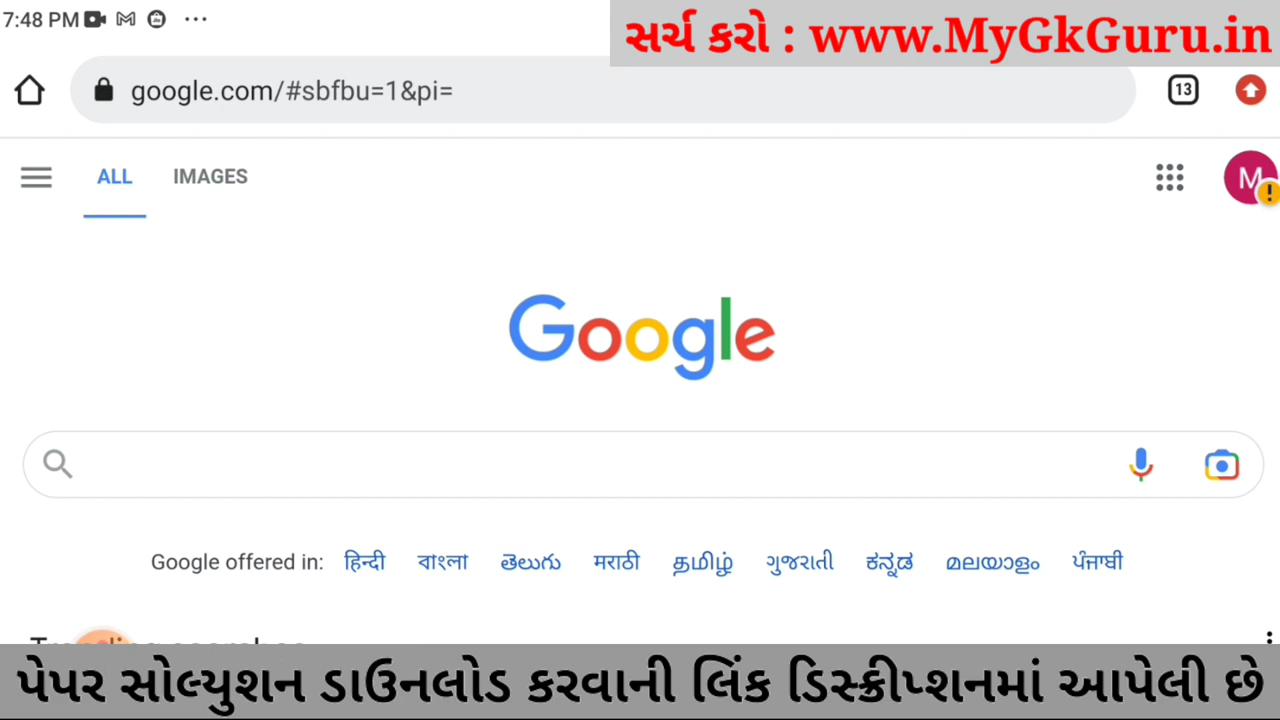 7:48 PM
સર્ચ કરો : www.MyGkGuru.in
google.com/#sbfbu=1&pi=
13
ALL IMAGES
M
Google
Google offered in: हिन्दी বাংলা తెలుగు मराठी தமிழ் ગુજરાતી ಕನ್ನಡ മലയാളം ਪੰਜਾਬੀ
પેપર સોલ્યુશન ડાઉનલોડ કરવાની લિંક ડિસ્ક્રીપ્શનમાં આપેલી છે